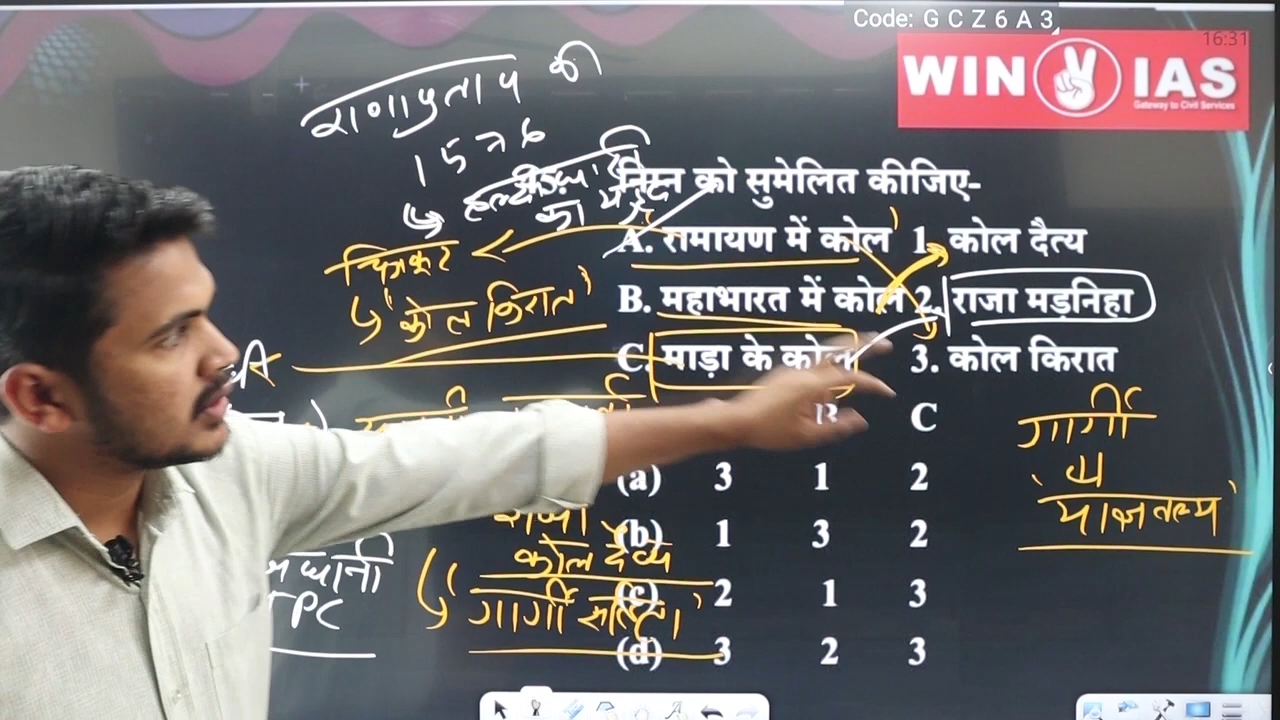 Code: G C Z 6 A 3
16:31
WIN IAS
Gateway to Civil Services
राणाप्रताप की
1576
निम्न को सुमेलित कीजिए-
A. रामायण में कोल 1. कोल दैत्य
B. महाभारत में कोल 2. राजा मड़निहा
C. माड़ा के कोल 3. कोल किरात
चित्रकूट
"कोल किरात"
A
B C
(a) 3 1 2
(b) 1 3 2
(c) 2 1 3
(d) 3 2 3
गार्गी
राजा
कोल दैत्य
गार्गी संहिता